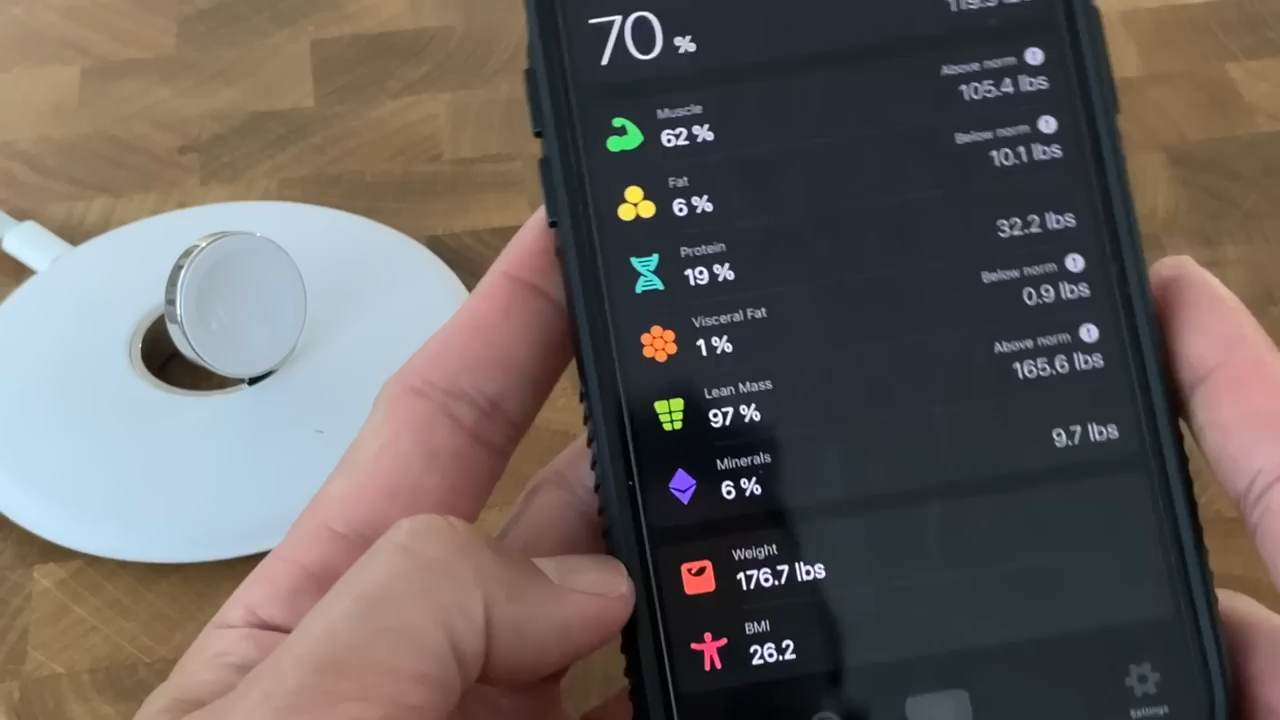 70 %
Muscle
62 %
Above norm
105.4 lbs
Fat
6 %
Below norm
10.1 lbs
Protein
19 %
32.2 lbs
Visceral Fat
1 %
Below norm
0.9 lbs
Lean Mass
97 %
Above norm
165.6 lbs
Minerals
6 %
9.7 lbs
Weight
176.7 lbs
BMI
26.2
Settings